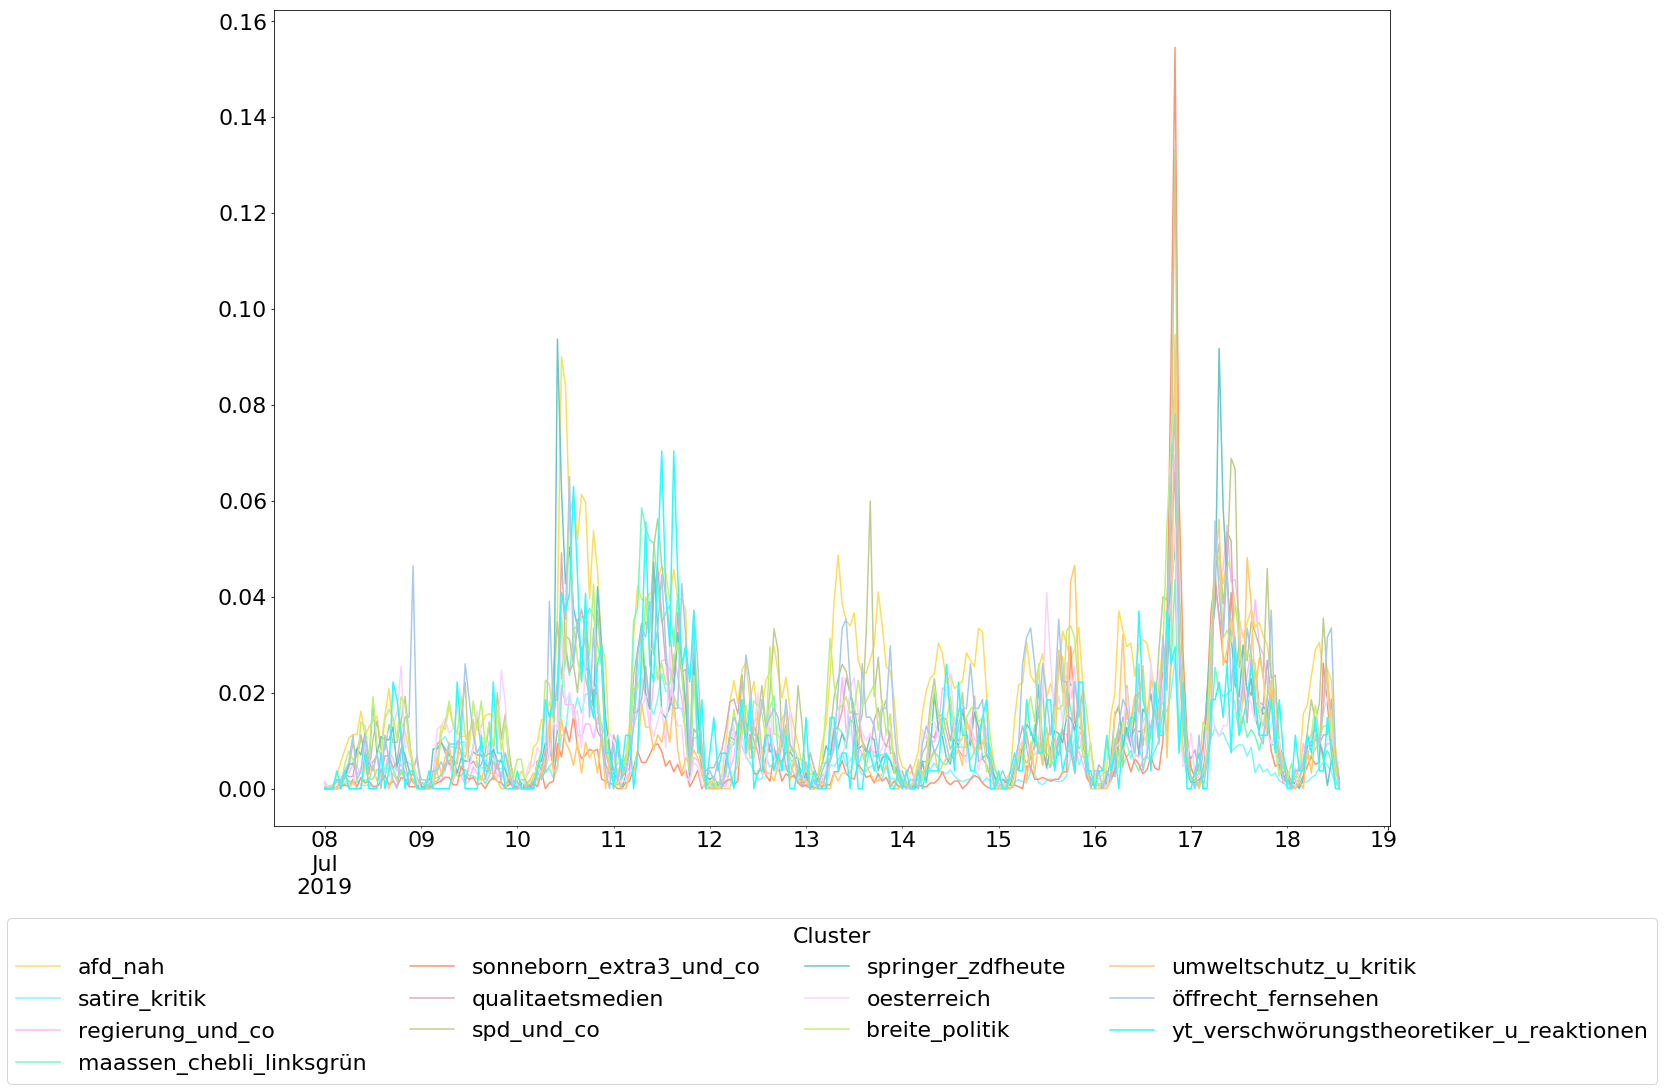 0.16
0.14
0.12
0.10
0.08
0.06
0.04
0.02
0.00
08 09 10 11 12 13 14 15 16 17 18 19
Jul
2019
Cluster
afd_nah sonneborn_extra3_und_co springer_zdfheute umweltschutz_u_kritik
satire_kritik qualitaetsmedien oesterreich öffrecht_fernsehen
regierung_und_co spd_und_co breite_politik yt_verschwörungstheoretiker_u_reaktionen
maassen_chebli_linksgrün